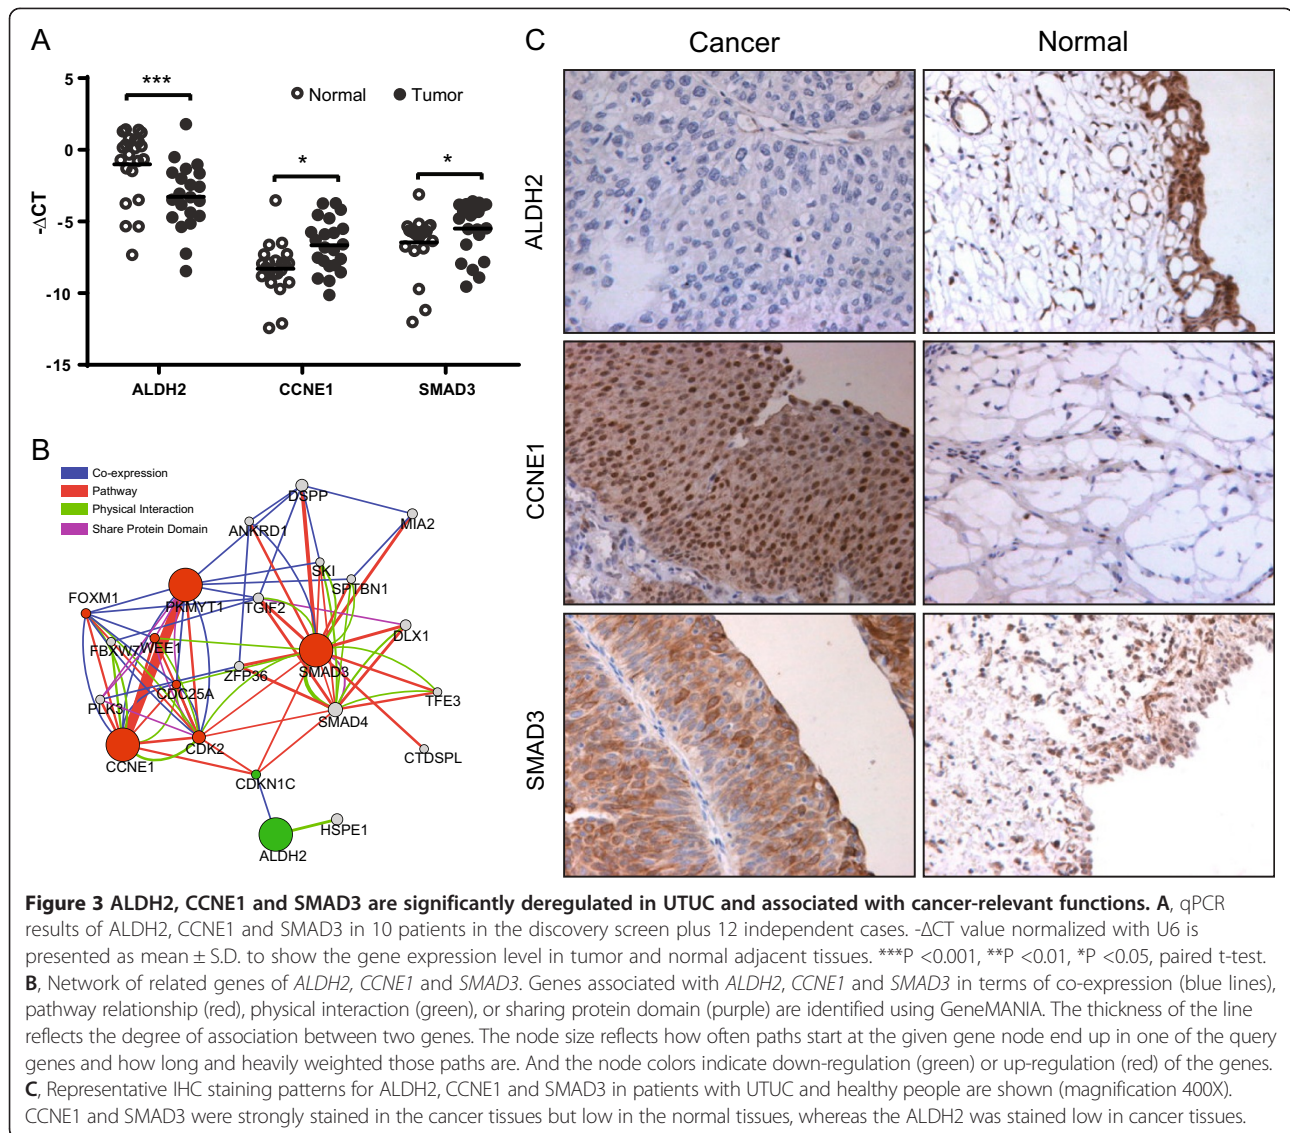 A
5
0
-5
-10
-15
-ΔCT
***
*
*
Normal
Tumor
ALDH2
CCNE1
SMAD3
B
Co-expression
Pathway
Physical Interaction
Share Protein Domain
DSPP
ANKRD1
MIA2
SKI
SPTBN1
PKMYT1
TGIF2
FOXM1
DLX1
FBXW7
WEE1
ZFP36
SMAD3
CDC25A
TFE3
PLK3
SMAD4
CDK2
CTDSPL
CCNE1
CDKN1C
HSPE1
ALDH2
C
Cancer
Normal
ALDH2
CCNE1
SMAD3
Figure 3 ALDH2, CCNE1 and SMAD3 are significantly deregulated in UTUC and associated with cancer-relevant functions. A, qPCR
results of ALDH2, CCNE1 and SMAD3 in 10 patients in the discovery screen plus 12 independent cases. -ΔCT value normalized with U6 is
presented as mean ± S.D. to show the gene expression level in tumor and normal adjacent tissues. ***P <0.001, **P <0.01, *P <0.05, paired t-test.
B, Network of related genes of ALDH2, CCNE1 and SMAD3. Genes associated with ALDH2, CCNE1 and SMAD3 in terms of co-expression (blue lines),
pathway relationship (red), physical interaction (green), or sharing protein domain (purple) are identified using GeneMANIA. The thickness of the line
reflects the degree of association between two genes. The node size reflects how often paths start at the given gene node end up in one of the query
genes and how long and heavily weighted those paths are. And the node colors indicate down-regulation (green) or up-regulation (red) of the genes.
C, Representative IHC staining patterns for ALDH2, CCNE1 and SMAD3 in patients with UTUC and healthy people are shown (magnification 400X).
CCNE1 and SMAD3 were strongly stained in the cancer tissues but low in the normal tissues, whereas the ALDH2 was stained low in cancer tissues.